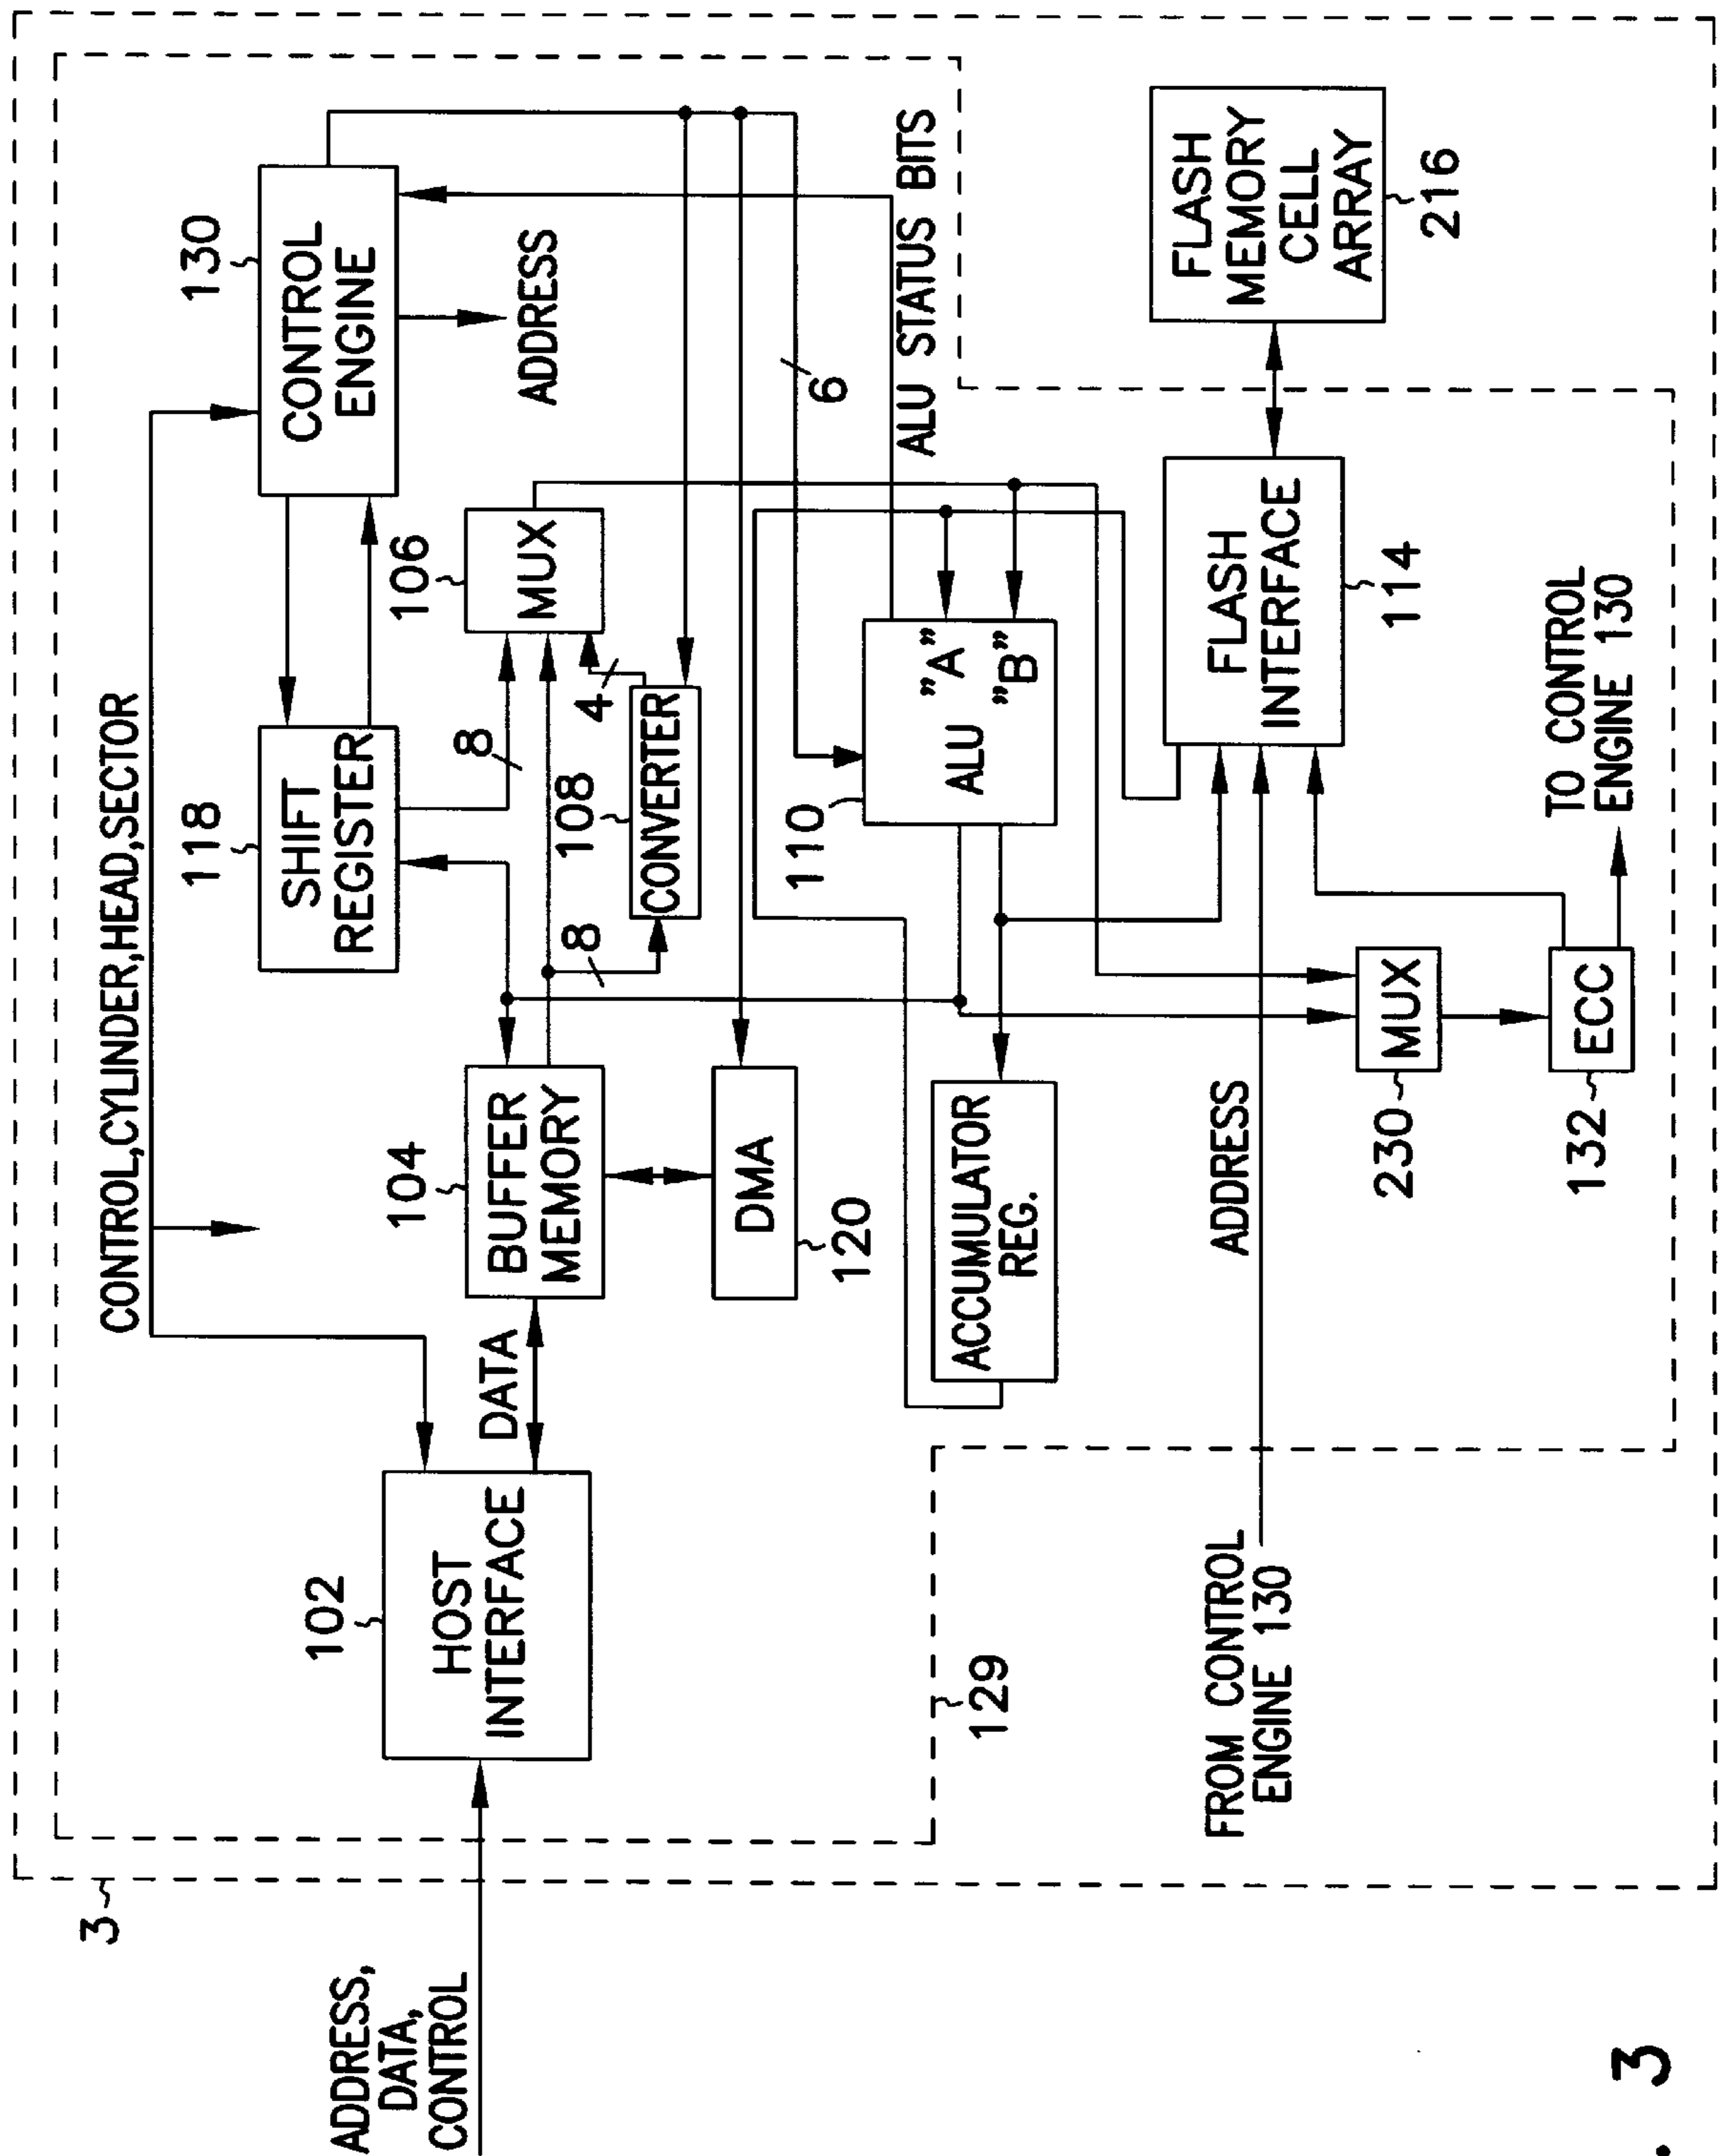 3
ADDRESS,
DATA,
CONTROL
102
HOST
INTERFACE
129
CONTROL,CYLINDER,HEAD,SECTOR
DATA
104
BUFFER
MEMORY
DMA
120
118
SHIFT
REGISTER
8
8
108
CONVERTER
4
106
MUX
130
CONTROL
ENGINE
ADDRESS
6
ALU STATUS BITS
ACCUMULATOR
REG.
110
ALU
"A"
"B"
FROM CONTROL
ENGINE 130
ADDRESS
230
MUX
132
ECC
TO CONTROL
ENGINE 130
FLASH
INTERFACE
114
FLASH
MEMORY
CELL
ARRAY
216
. 3